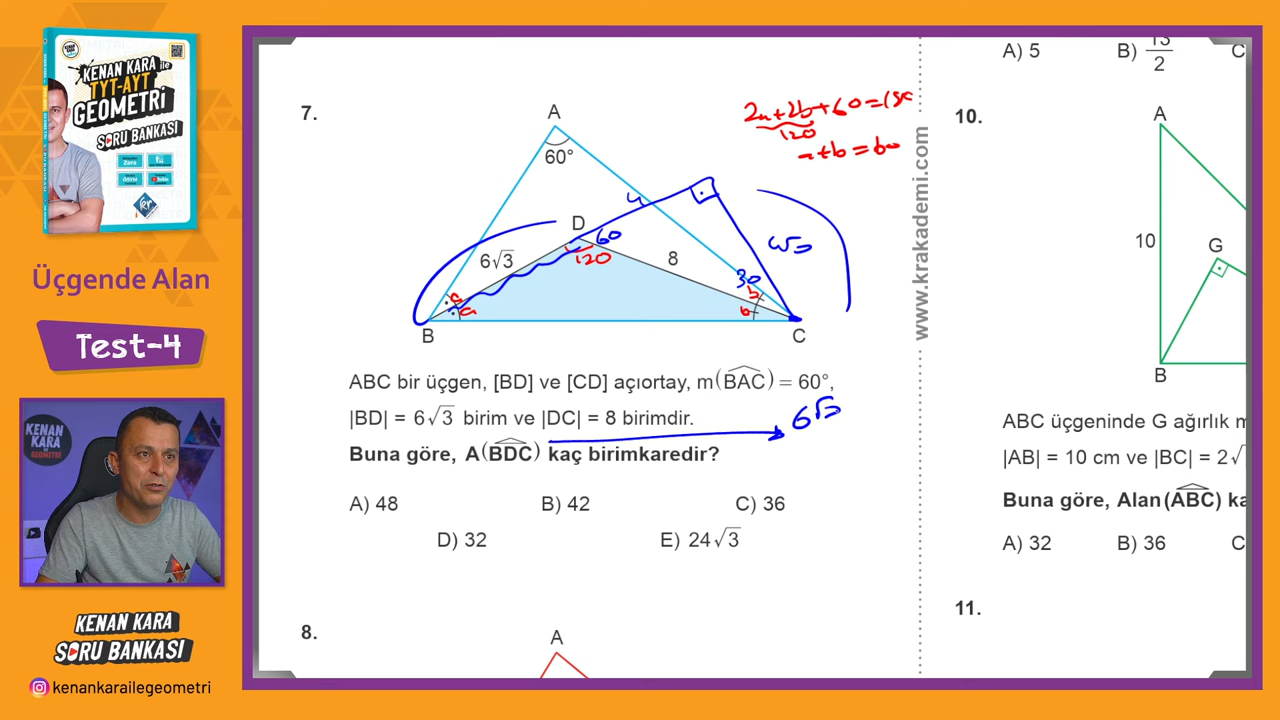 KENAN KARA ile
TYT-AYT
GEOMETRİ
SORU BANKASI
Üçgende Alan
Test-4
KENAN KARA
SORU BANKASI
kenankarailegeometri
7.
A
60°
D
6√3
8
B
C
60
120
30
4
a
a
b
2a+2b+60=180
120
a+b=60
ABC bir üçgen, [BD] ve [CD] açıortay, m(BAC) = 60°,
|BD| = 6√3 birim ve |DC| = 8 birimdir.
6√3
Buna göre, A(BDC) kaç birimkaredir?
A) 48 B) 42 C) 36
D) 32 E) 24√3
8.
A
www.krakademi.com
A) 5 B) 13/2 C
10.
A
10
G
B
ABC üçgeninde G ağırlık
|AB| = 10 cm ve |BC| = 2√
Buna göre, Alan(ABC) ka
A) 32 B) 36 C
11.